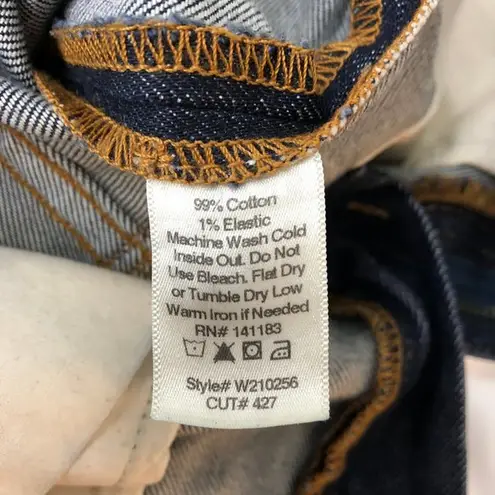 99% Cotton
1% Elastic
Machine Wash Cold
Inside Out. Do Not
Use Bleach. Flat Dry
or Tumble Dry Low
Warm Iron if Needed
RN# 141183
Style# W210256
CUT# 427